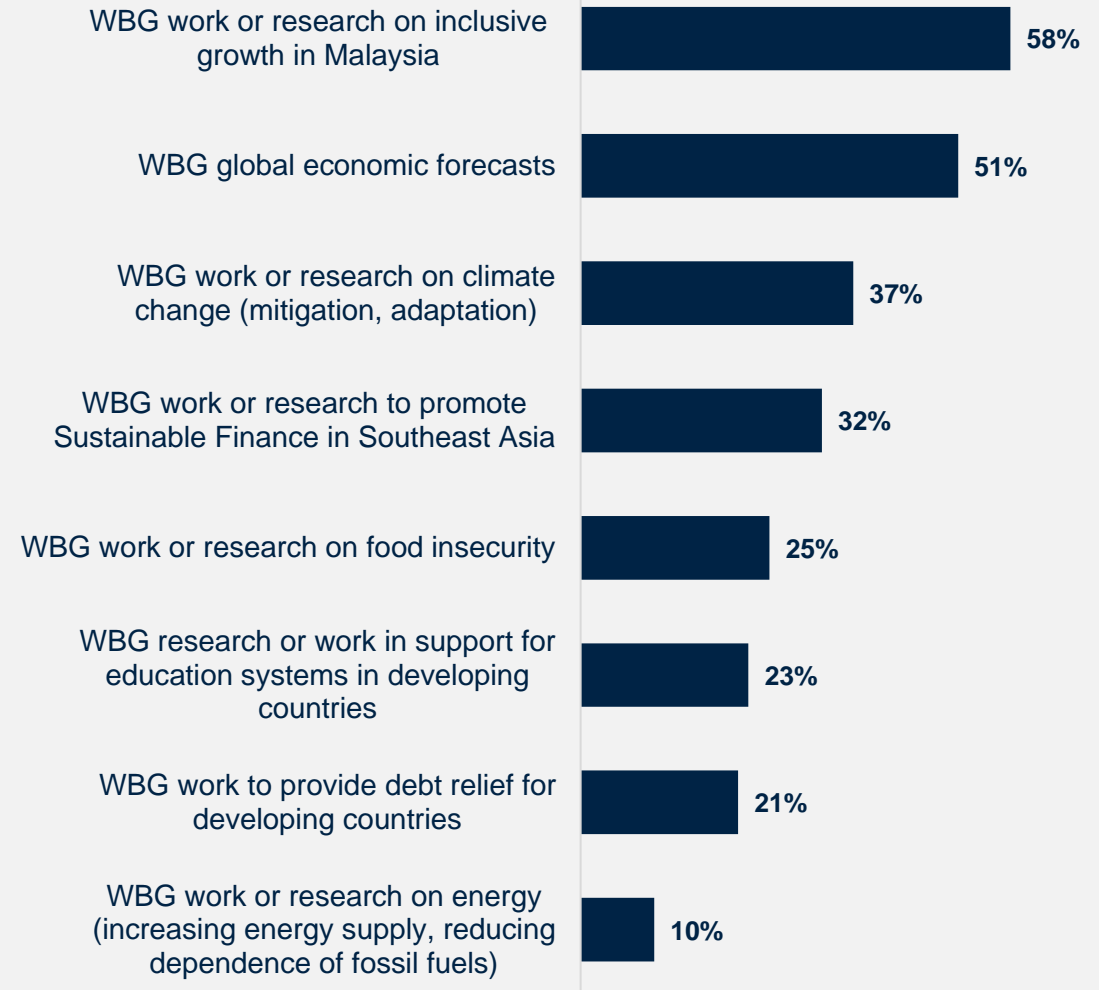 WBG work or research on inclusive
growth in Malaysia
58%
WBG global economic forecasts
51%
WBG work or research on climate
change (mitigation, adaptation)
37%
WBG work or research to promote
Sustainable Finance in Southeast Asia
32%
WBG work or research on food insecurity
25%
WBG research or work in support for
education systems in developing
countries
23%
WBG work to provide debt relief for
developing countries
21%
WBG work or research on energy
(increasing energy supply, reducing
dependence of fossil fuels)
10%